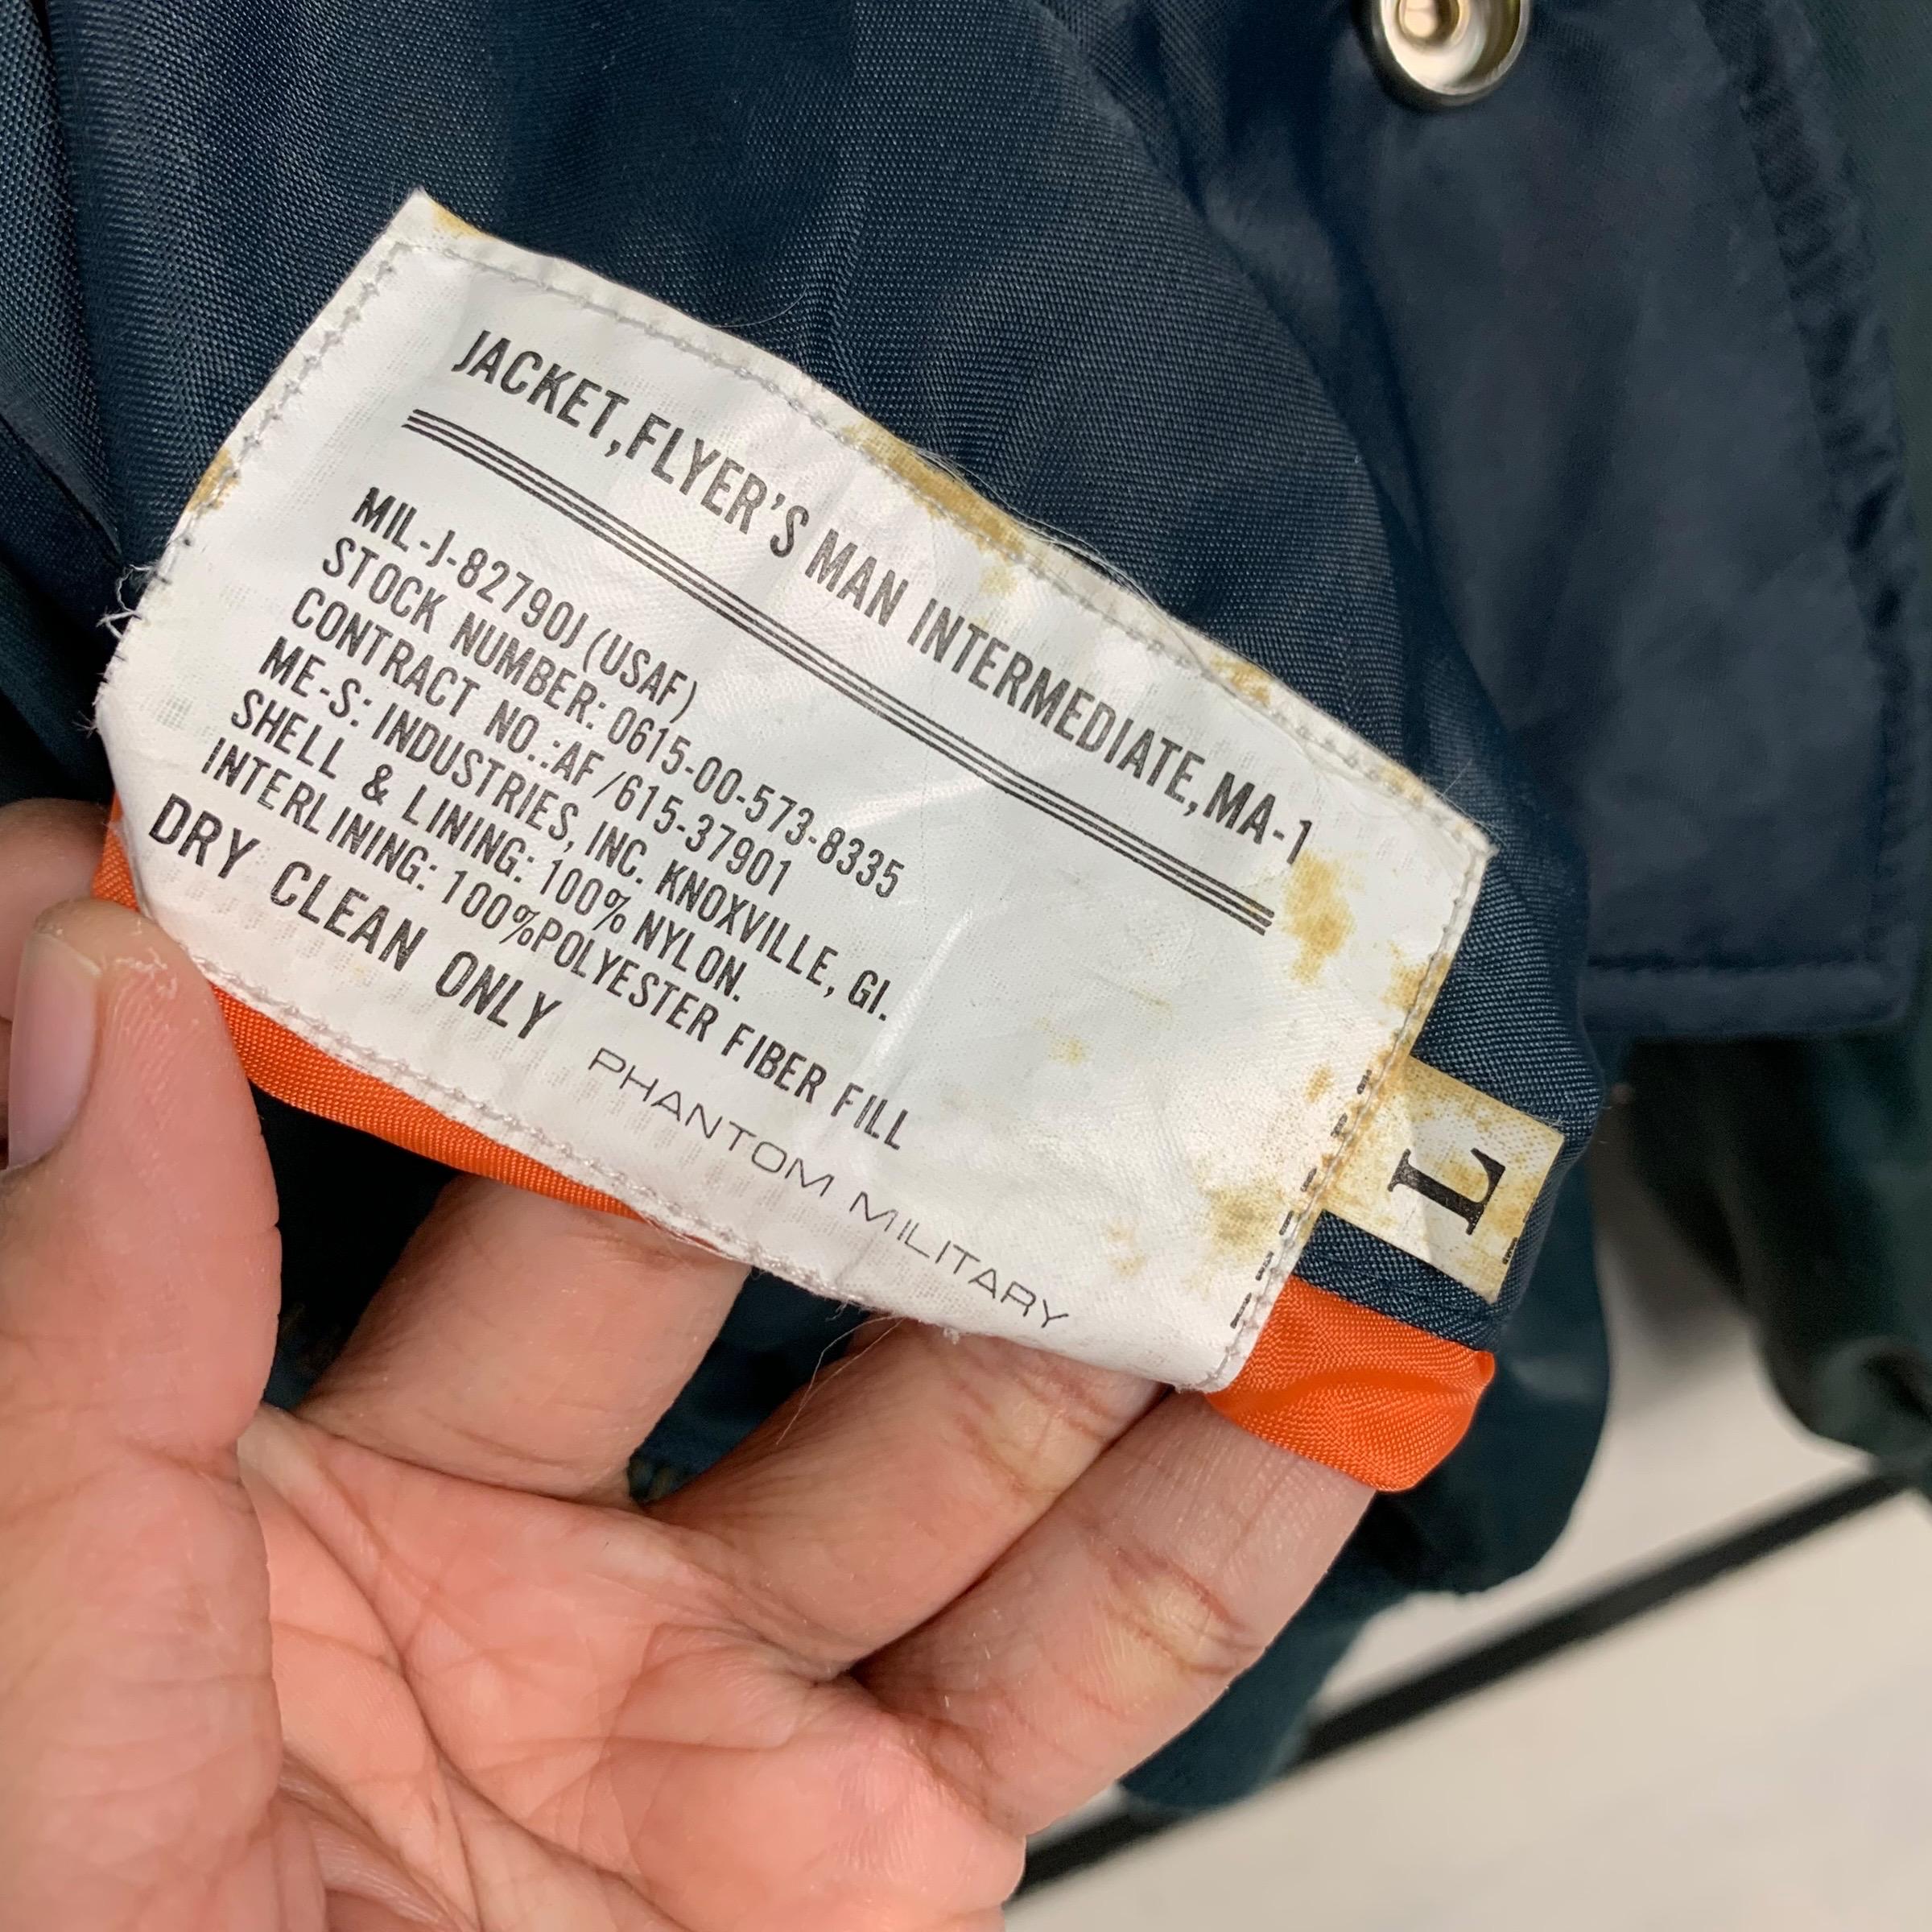 JACKET,FLYER'S MAN INTERMEDIATE,MA-1
MIL-J-82790J (USAF)
STOCK NUMBER: 0615-00-573-8335
CONTRACT NO.:AF/615-37901
ME-S: INDUSTRIES, INC. KNOXVILLE, GI.
SHELL & LINING: 100% NYLON.
INTERLINING: 100%POLYESTER FIBER FILL
DRY CLEAN ONLY
PHANTOM MILITARY
L